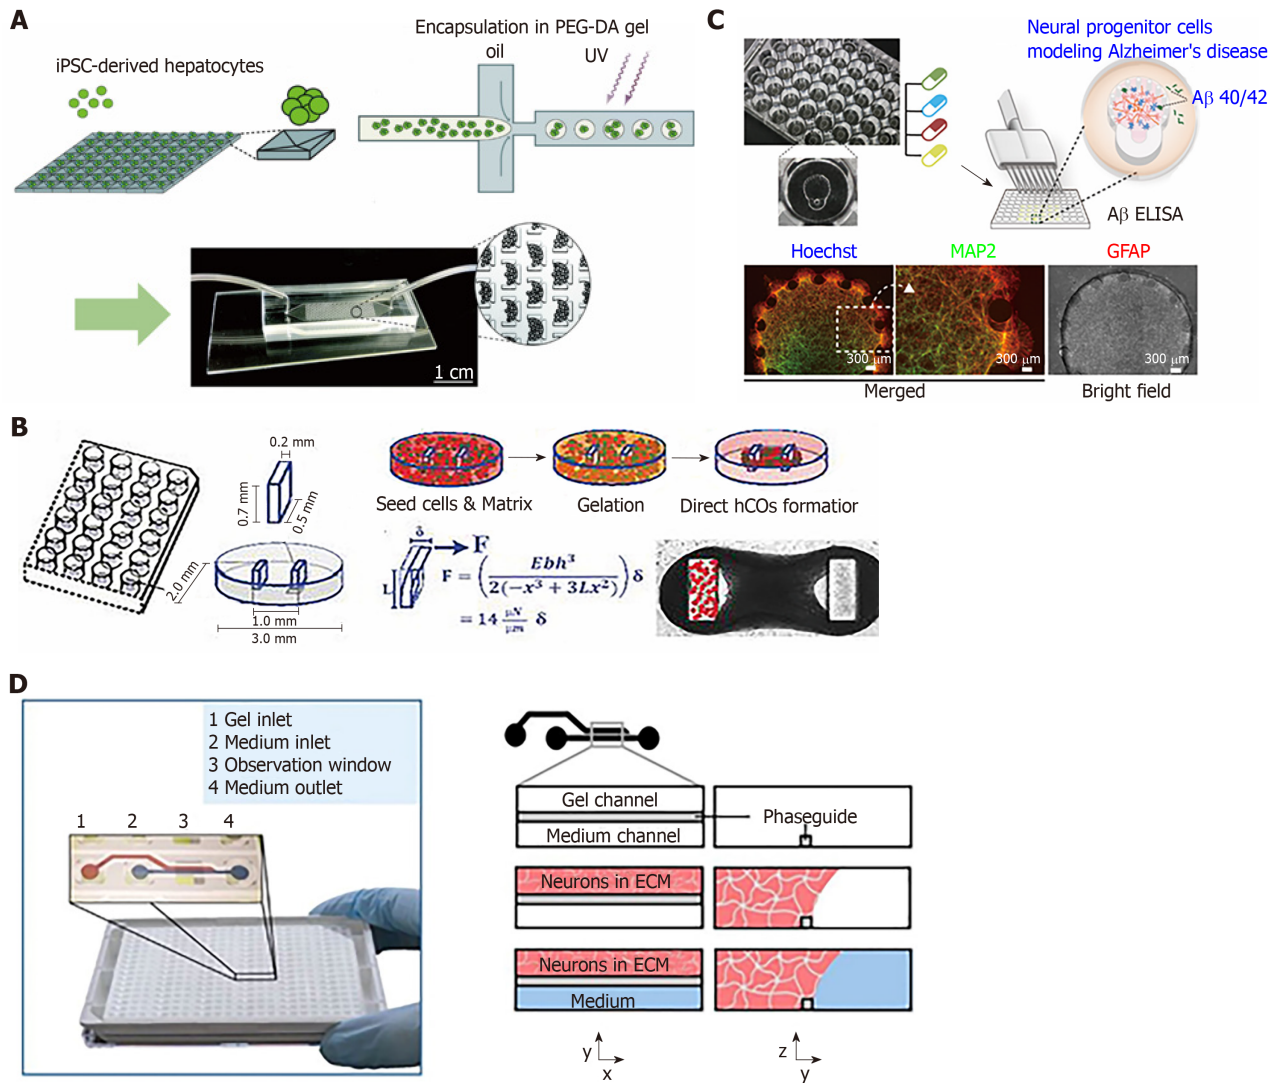 A
Encapsulation in PEG-DA gel
oil
UV
iPSC-derived hepatocytes
1 cm
C
Neural progenitor cells
modeling Alzheimer's disease
Aβ 40/42
Aβ ELISA
Hoechst
MAP2
GFAP
300 μm
300 μm
300 μm
Merged
Bright field
B
0.2 mm
0.7 mm
0.5 mm
2.0 mm
1.0 mm
3.0 mm
Seed cells & Matrix
Gelation
Direct hCOs formatior
δ
F
L
F = (Ebh³ / 2(-x³ + 3Lx²)) δ
= 14 μN/μm δ
D
1 Gel inlet
2 Medium inlet
3 Observation window
4 Medium outlet
1 2 3 4
Gel channel
Medium channel
Phaseguide
Neurons in ECM
Neurons in ECM
Medium
y
x
z
y